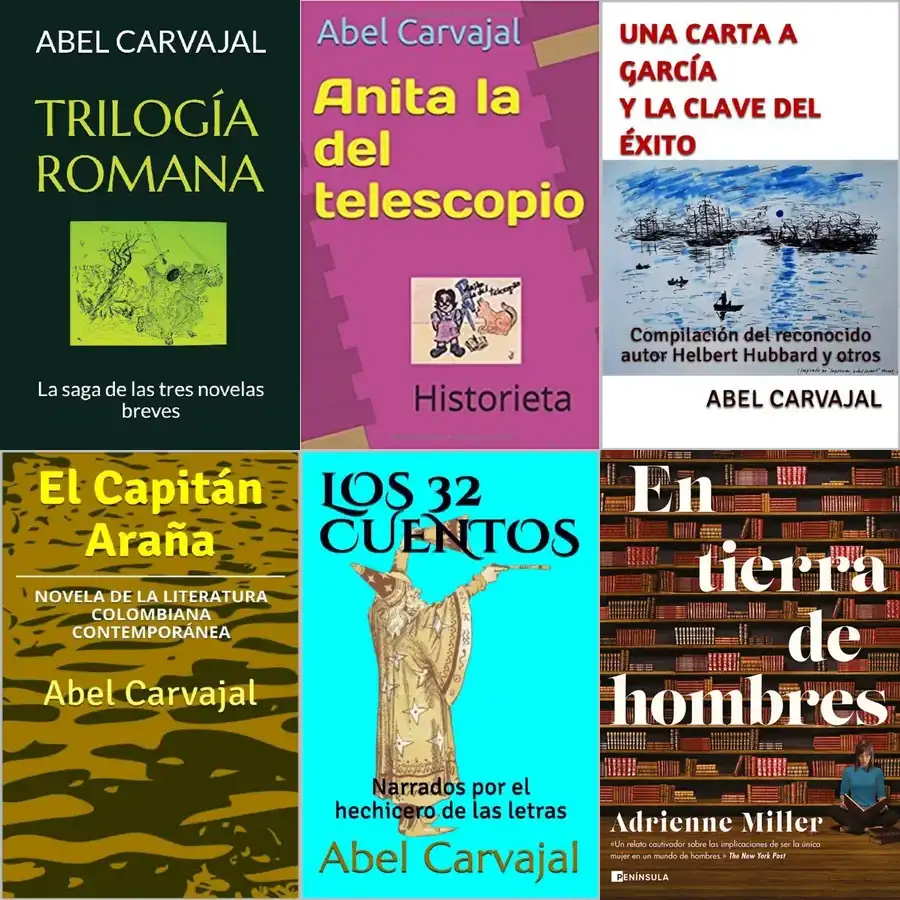 ABEL CARVAJAL
TRILOGÍA
ROMANA
La saga de las tres novelas
breves
Abel Carvajal
Anita la
del
telescopio
Historieta
UNA CARTA A
GARCÍA
Y LA CLAVE DEL
ÉXITO
Compilación del reconocido
autor Helbert Hubbard y otros
ABEL CARVAJAL
El Capitán
Araña
NOVELA DE LA LITERATURA
COLOMBIANA
CONTEMPORÁNEA
Abel Carvajal
LOS 32
CUENTOS
Narrados por el
hechicero de las letras
Abel Carvajal
En
tierra
de
hombres
Adrienne Miller
«Un relato cautivador sobre las implicaciones de ser la única
mujer en un mundo de hombres.» The New York Post
PENÍNSULA